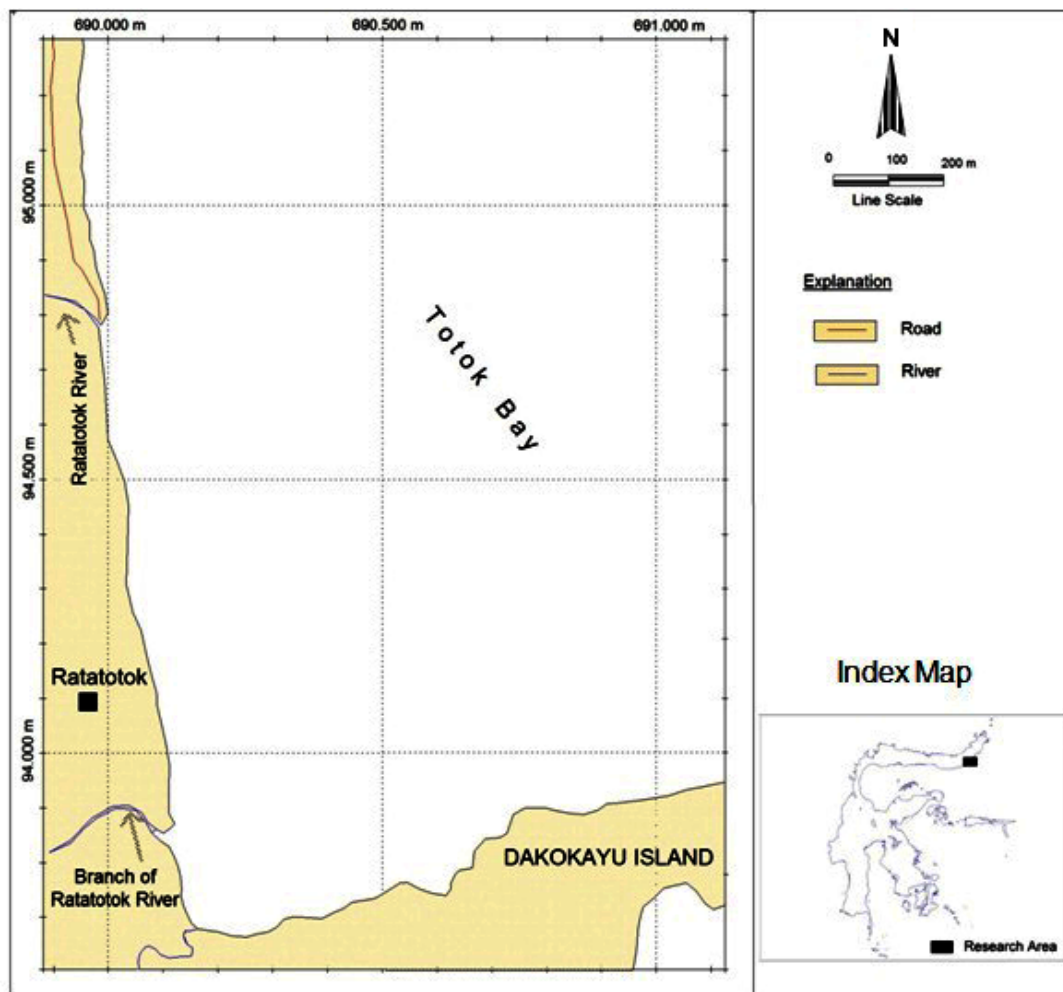 690.000 m
690.500 m
691.000 m
N
0
100
200 m
Line Scale
95.000 m
Explanation
Road
River
Totok Bay
Ratatotok River
94.500 m
Ratatotok
Index Map
94.000 m
DAKOKAYU ISLAND
Branch of
Ratatotok River
Research Area